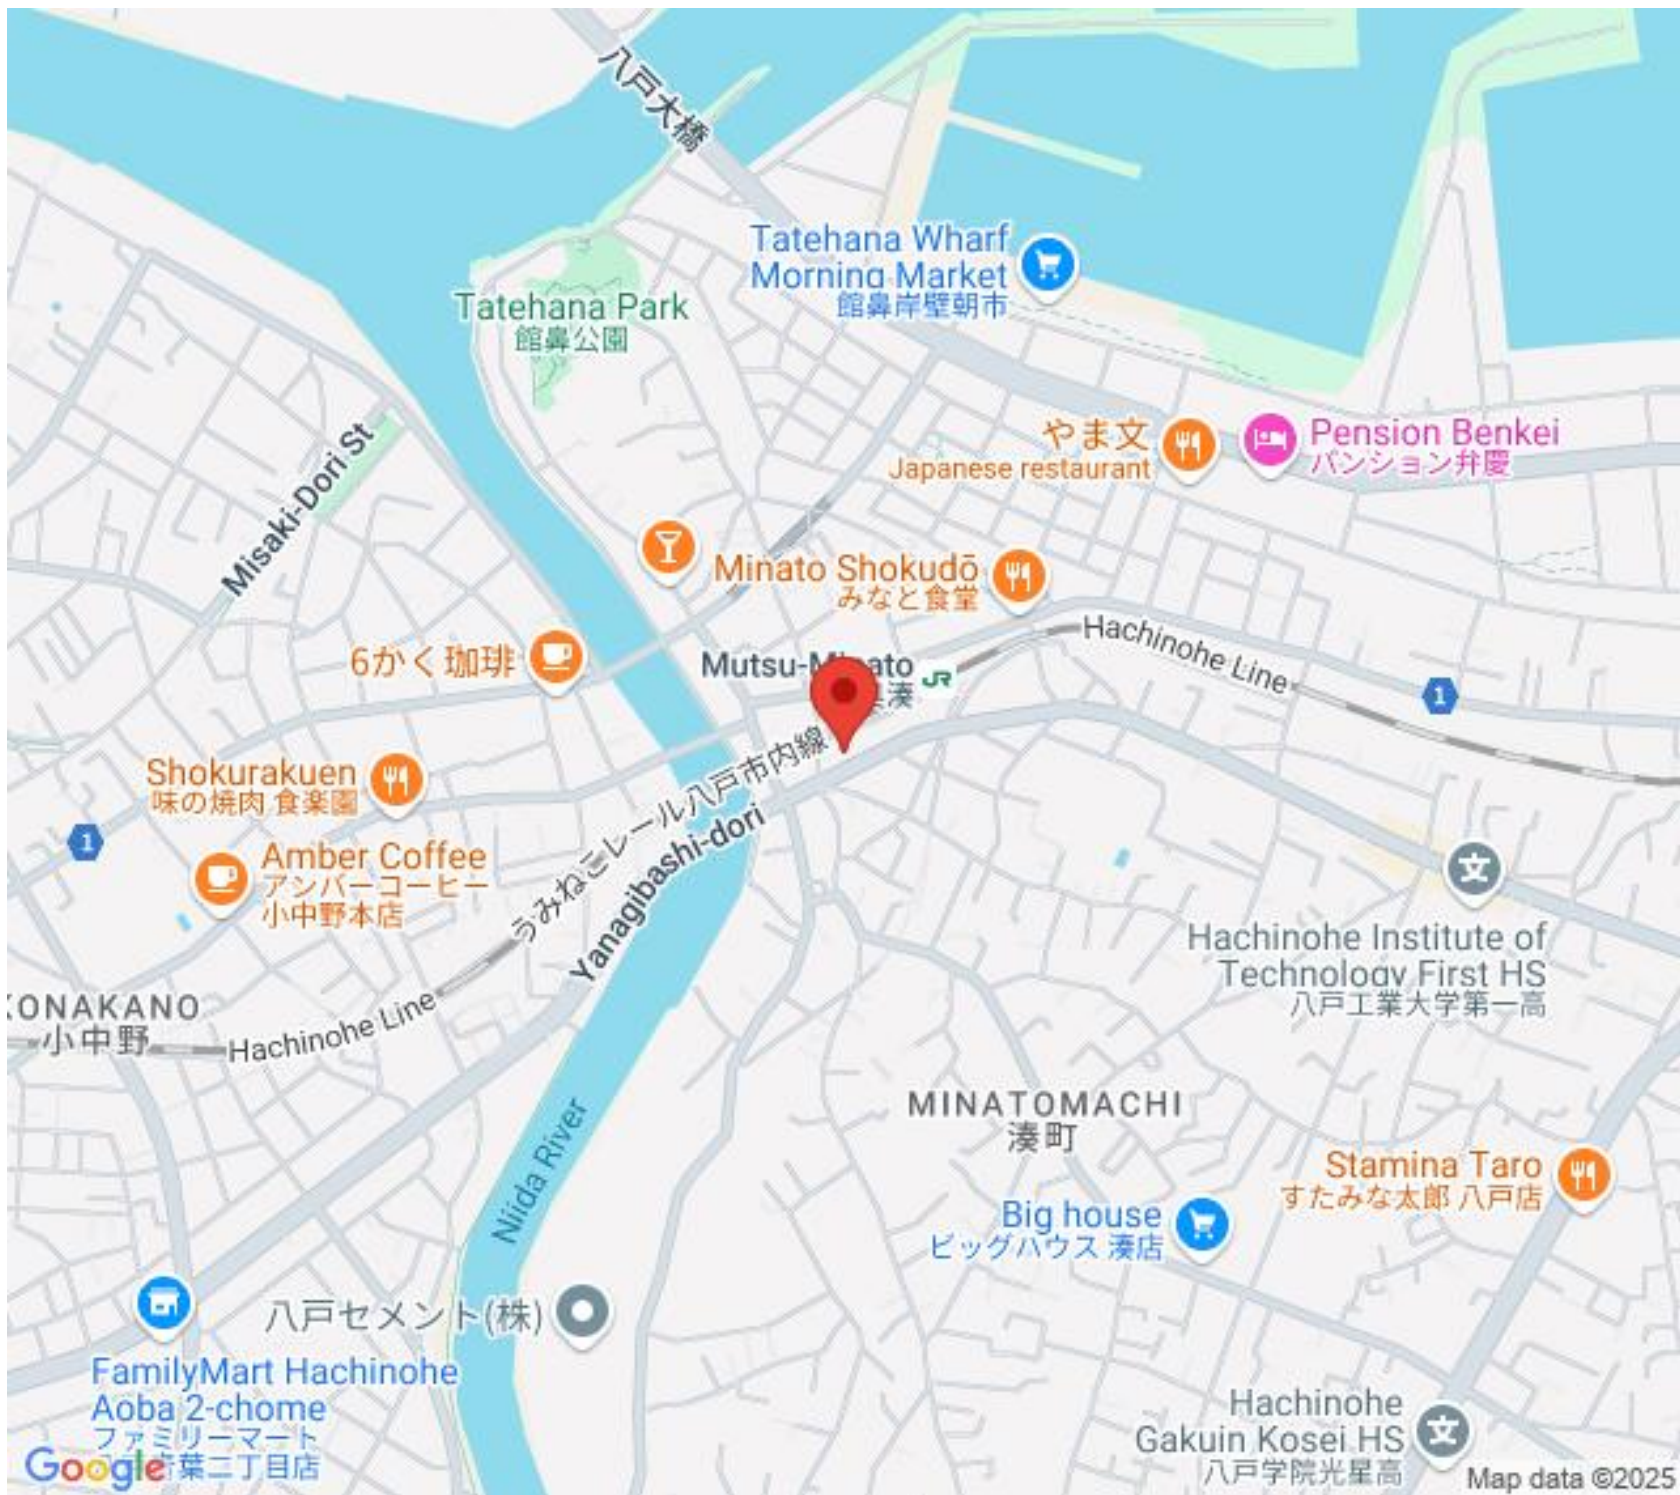 八戸大橋
Tatehana Wharf
Morning Market
館鼻岸壁朝市
Tatehana Park
館鼻公園
Misaki-Dori St
やま文
Japanese restaurant
Pension Benkei
パンション弁慶
Minato Shokudō
みなと食堂
6かく珈琲
Hachinohe Line
Mutsu-M
ato
JR
湊
1
うみねこレール八戸市内線
Yanagibashi-dori
Shokurakuen
味の焼肉 食楽園
1
Amber Coffee
アンバーコーヒー
小中野本店
文
Hachinohe Institute of
Technology First HS
八戸工業大学第一高
KONAKANO
小中野
Hachinohe Line
Niida River
MINATOMACHI
湊町
Stamina Taro
すたみな太郎 八戸店
Big house
ビッグハウス 湊店
八戸セメント(株)
FamilyMart Hachinohe
Aoba 2-chome
ファミリーマート
葉二丁目店
Google
Hachinohe
Gakuin Kosei HS
八戸学院光星高
文
Map data ©2025